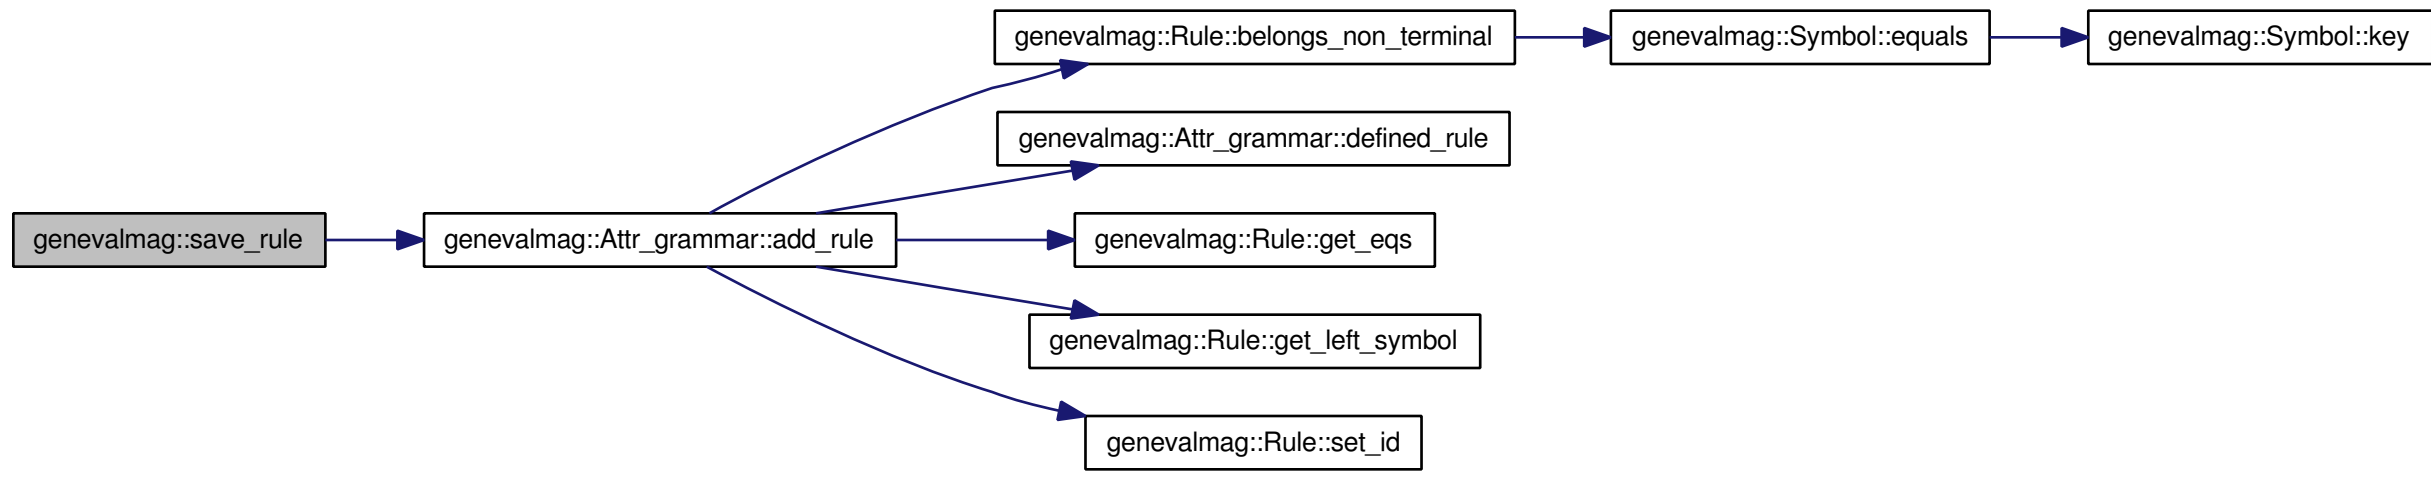 genevalmag::Rule::belongs_non_terminal
genevalmag::Symbol::equals
genevalmag::Symbol::key
genevalmag::Attr_grammar::defined_rule
genevalmag::save_rule
genevalmag::Attr_grammar::add_rule
genevalmag::Rule::get_eqs
genevalmag::Rule::get_left_symbol
genevalmag::Rule::set_id